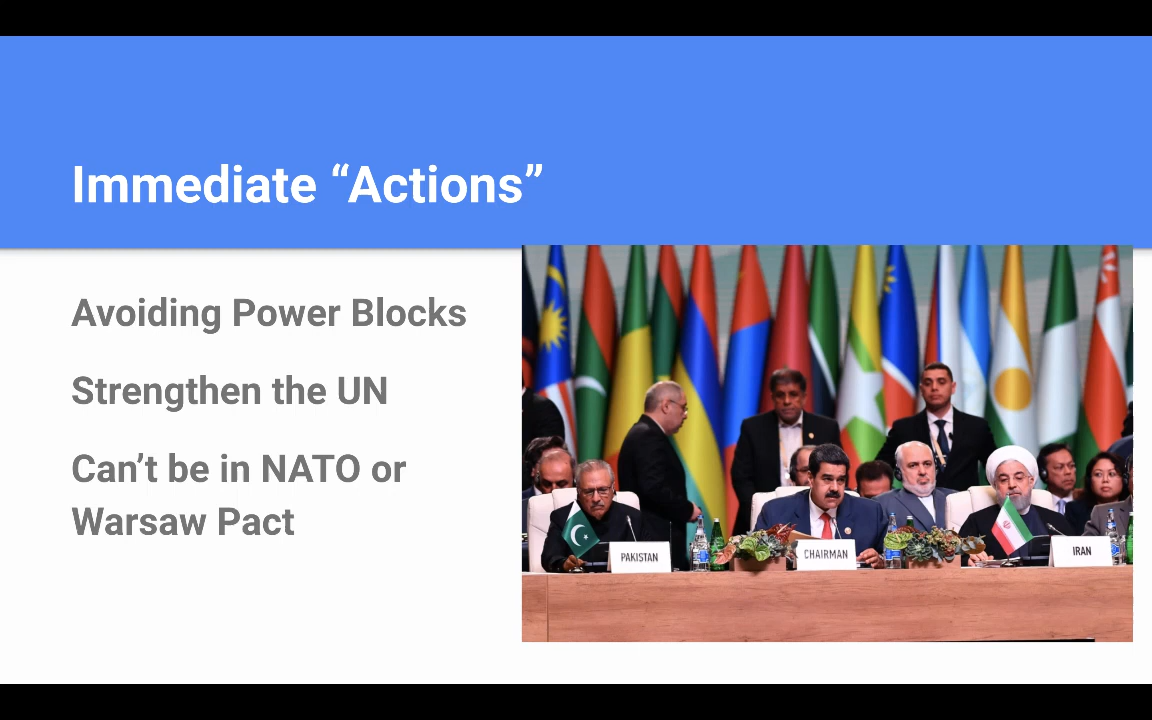 Immediate “Actions”
Avoiding Power Blocks
Strengthen the UN
Can’t be in NATO or
Warsaw Pact
PAKISTAN
CHAIRMAN
IRAN